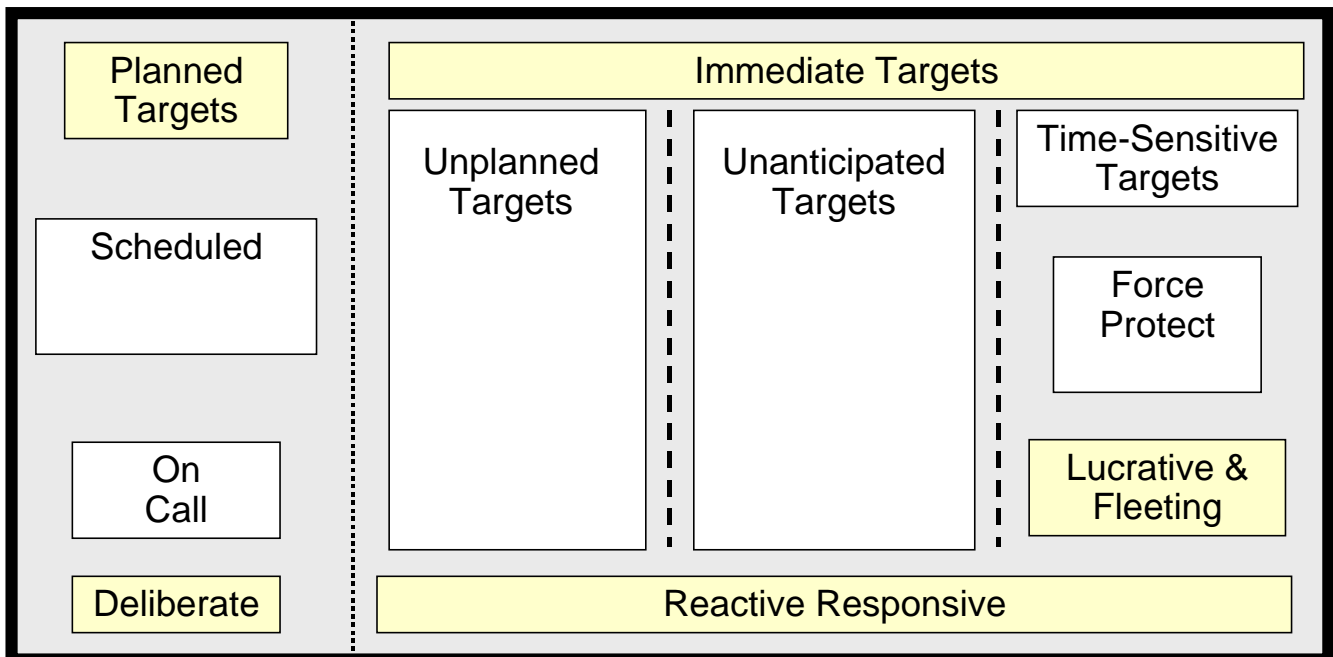 Planned
Targets
Scheduled
On
Call
Deliberate
Immediate Targets
Unplanned
Targets
Unanticipated
Targets
Time-Sensitive
Targets
Force
Protect
Lucrative &
Fleeting
Reactive Responsive